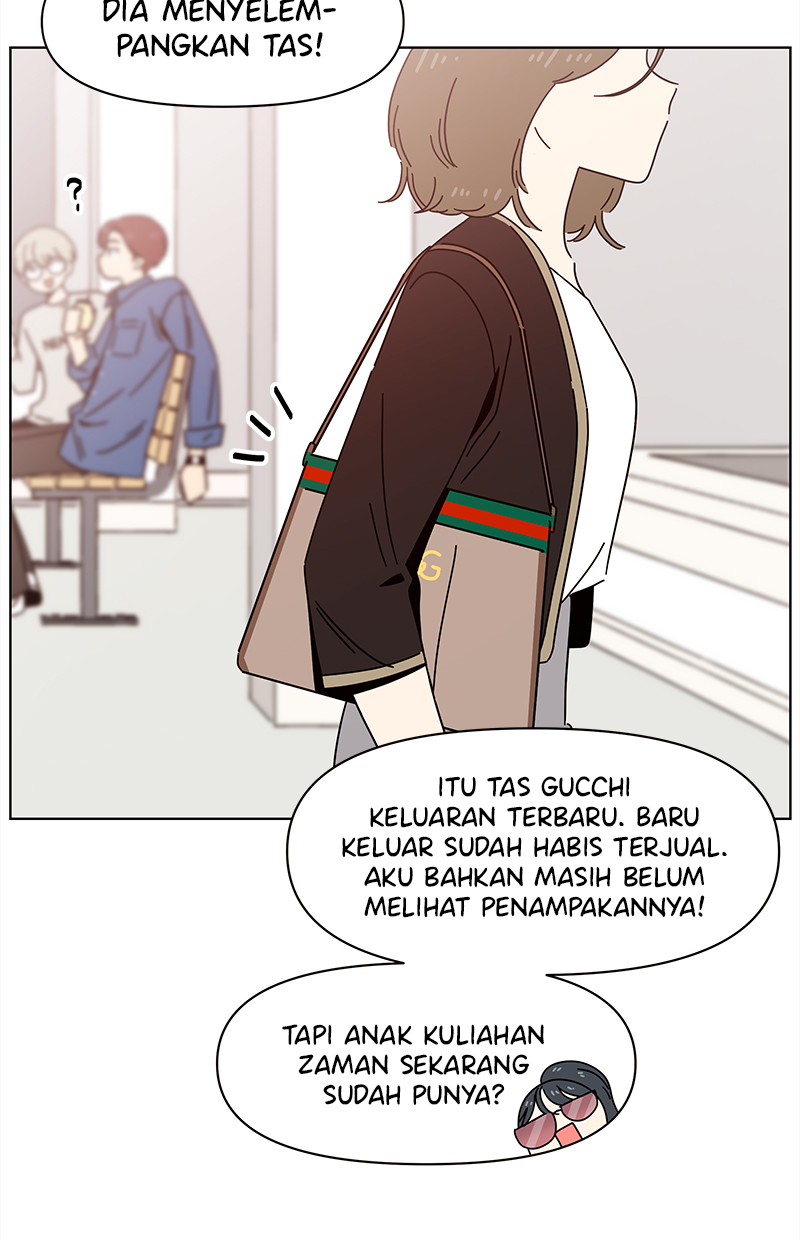 DIA MENYELEM-
PANGKAN TAS!
?
G
ITU TAS GUCCHI
KELUARAN TERBARU. BARU
KELUAR SUDAH HABIS TERJUAL.
AKU BAHKAN MASIH BELUM
MELIHAT PENAMPAKANNYA!
TAPI ANAK KULIAHAN
ZAMAN SEKARANG
SUDAH PUNYA?